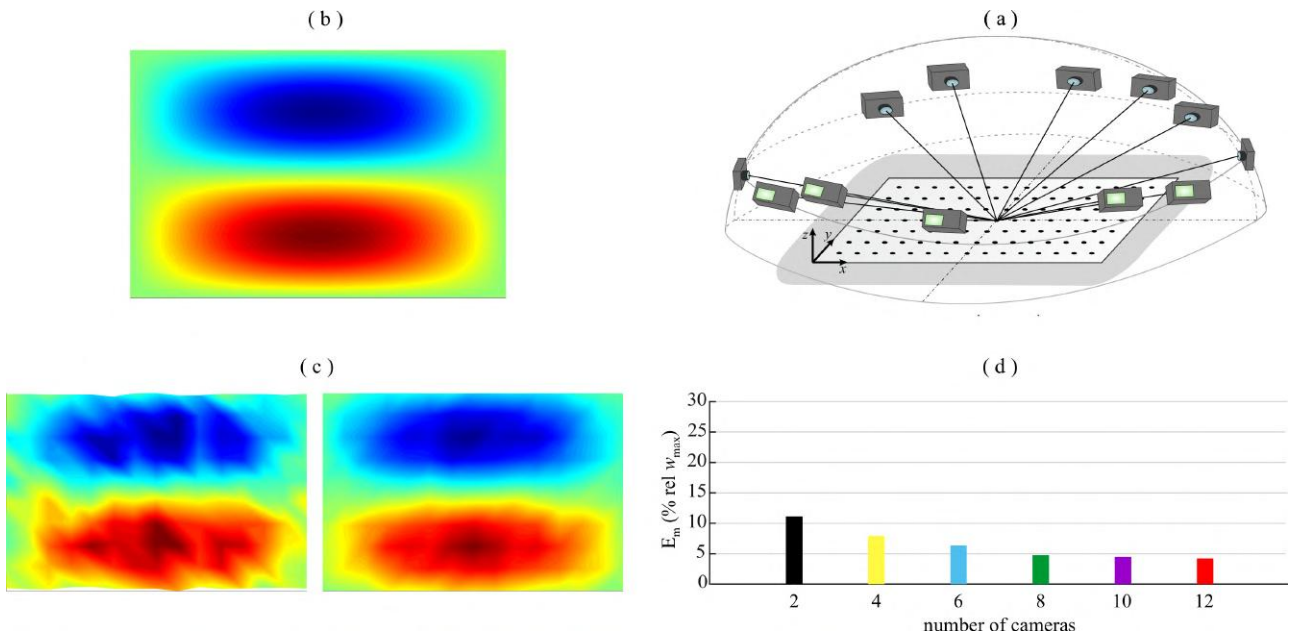 ( b )
( a )
z
y
x
( c )
( d )
E_m (% rel w_max)
30
25
20
15
10
5
0
2 4 6 8 10 12
number of cameras